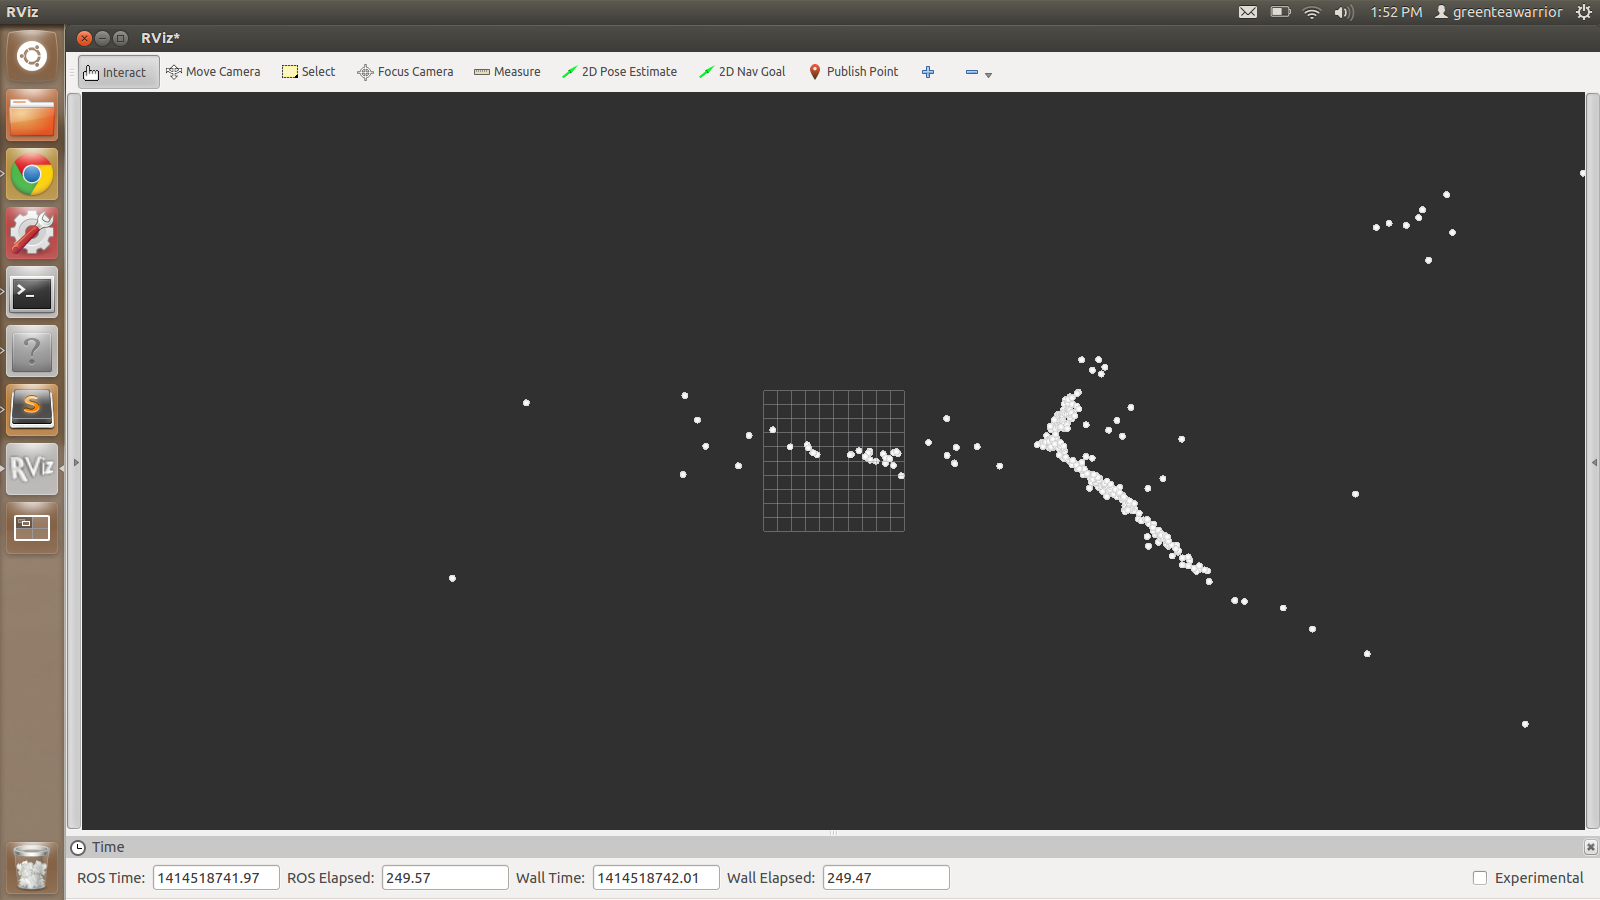 RViz
1:52 PM greenteawarrior
RViz*
Interact Move Camera Select Focus Camera Measure 2D Pose Estimate 2D Nav Goal Publish Point
>_
?
S
RViz
Time
ROS Time: 1414518741.97 ROS Elapsed: 249.57 Wall Time: 1414518742.01 Wall Elapsed: 249.47 Experimental